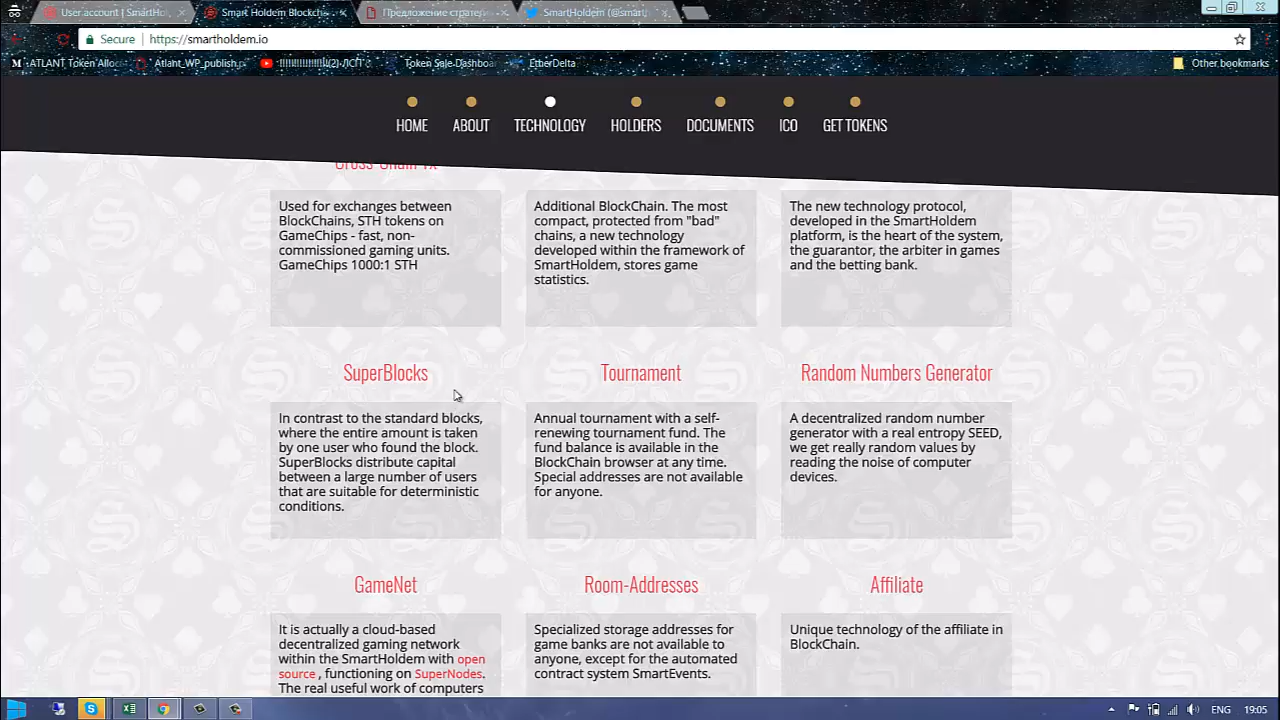 User account | SmartHo
Smart Holdem Blockcha
Предложение стратег
SmartHoldem (@smart
Secure
https://smartholdem.io
ATLANT Token Alloc
Atlant_WP_publish.p
Token Sale Dashboa
EtherDelta
Other bookmarks
HOME
ABOUT
TECHNOLOGY
HOLDERS
DOCUMENTS
ICO
GET TOKENS
Used for exchanges between
BlockChains, STH tokens on
GameChips - fast, non-
commissioned gaming units.
GameChips 1000:1 STH
Additional BlockChain. The most
compact, protected from "bad"
chains, a new technology
developed within the framework of
SmartHoldem, stores game
statistics.
The new technology protocol,
developed in the SmartHoldem
platform, is the heart of the system,
the guarantor, the arbiter in games
and the betting bank.
SuperBlocks
In contrast to the standard blocks,
where the entire amount is taken
by one user who found the block.
SuperBlocks distribute capital
between a large number of users
that are suitable for deterministic
conditions.
Tournament
Annual tournament with a self-
renewing tournament fund. The
fund balance is available in the
BlockChain browser at any time.
Special addresses are not available
for anyone.
Random Numbers Generator
A decentralized random number
generator with a real entropy SEED,
we get really random values by
reading the noise of computer
devices.
GameNet
It is actually a cloud-based
decentralized gaming network
within the SmartHoldem with open
source , functioning on SuperNodes.
The real useful work of computers
Room-Addresses
Specialized storage addresses for
game banks are not available to
anyone, except for the automated
contract system SmartEvents.
Affiliate
Unique technology of the affiliate in
BlockChain.
ENG
19:05